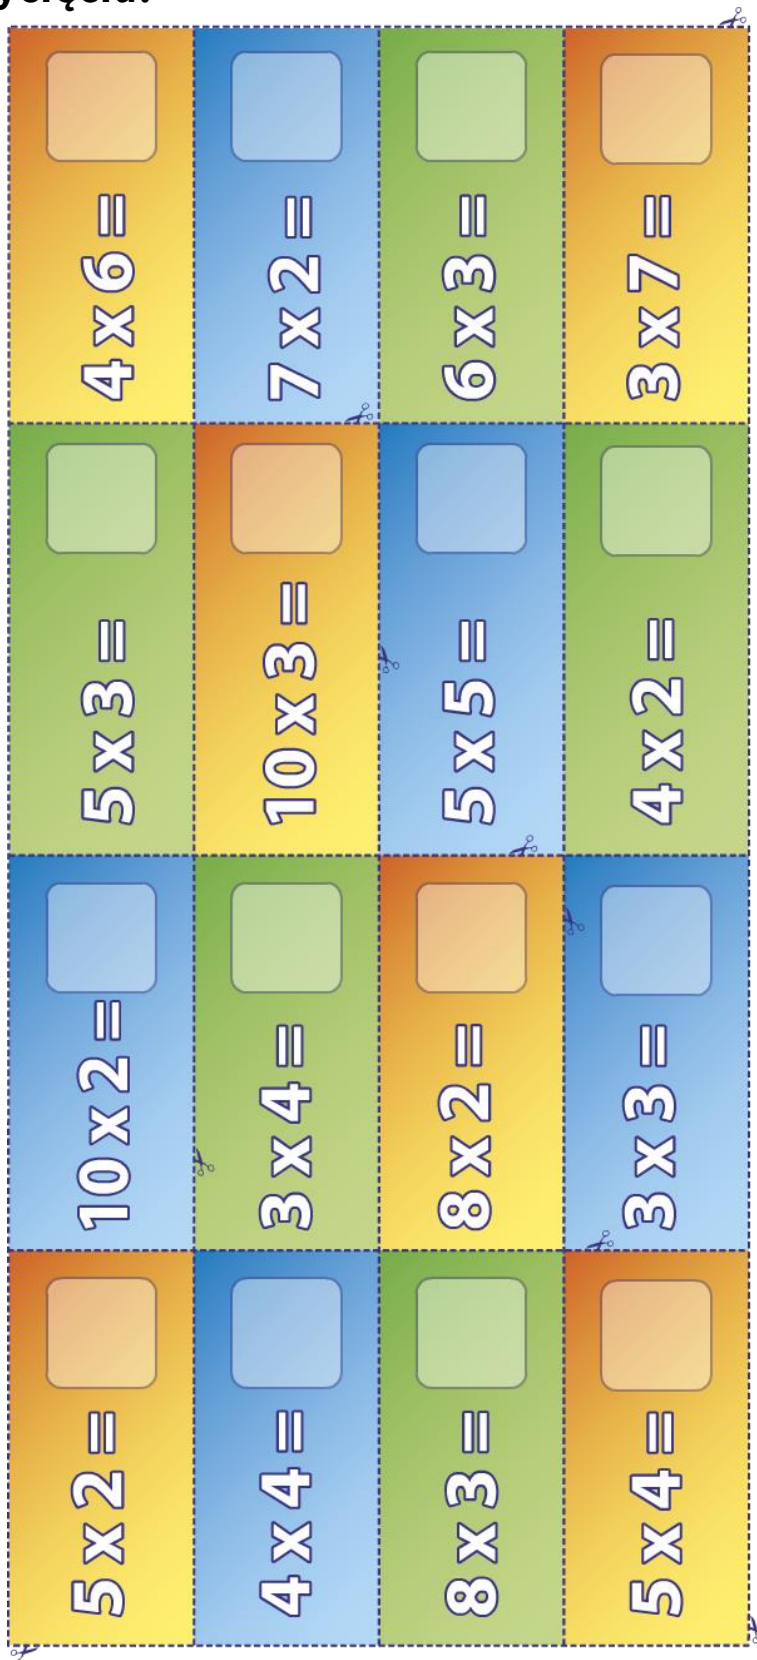 4 x 6 =
7 x 2 =
6 x 3 =
3 x 7 =
5 x 3 =
10 x 3 =
5 x 5 =
4 x 2 =
10 x 2 =
3 x 4 =
8 x 2 =
3 x 3 =
5 x 2 =
4 x 4 =
8 x 3 =
5 x 4 =